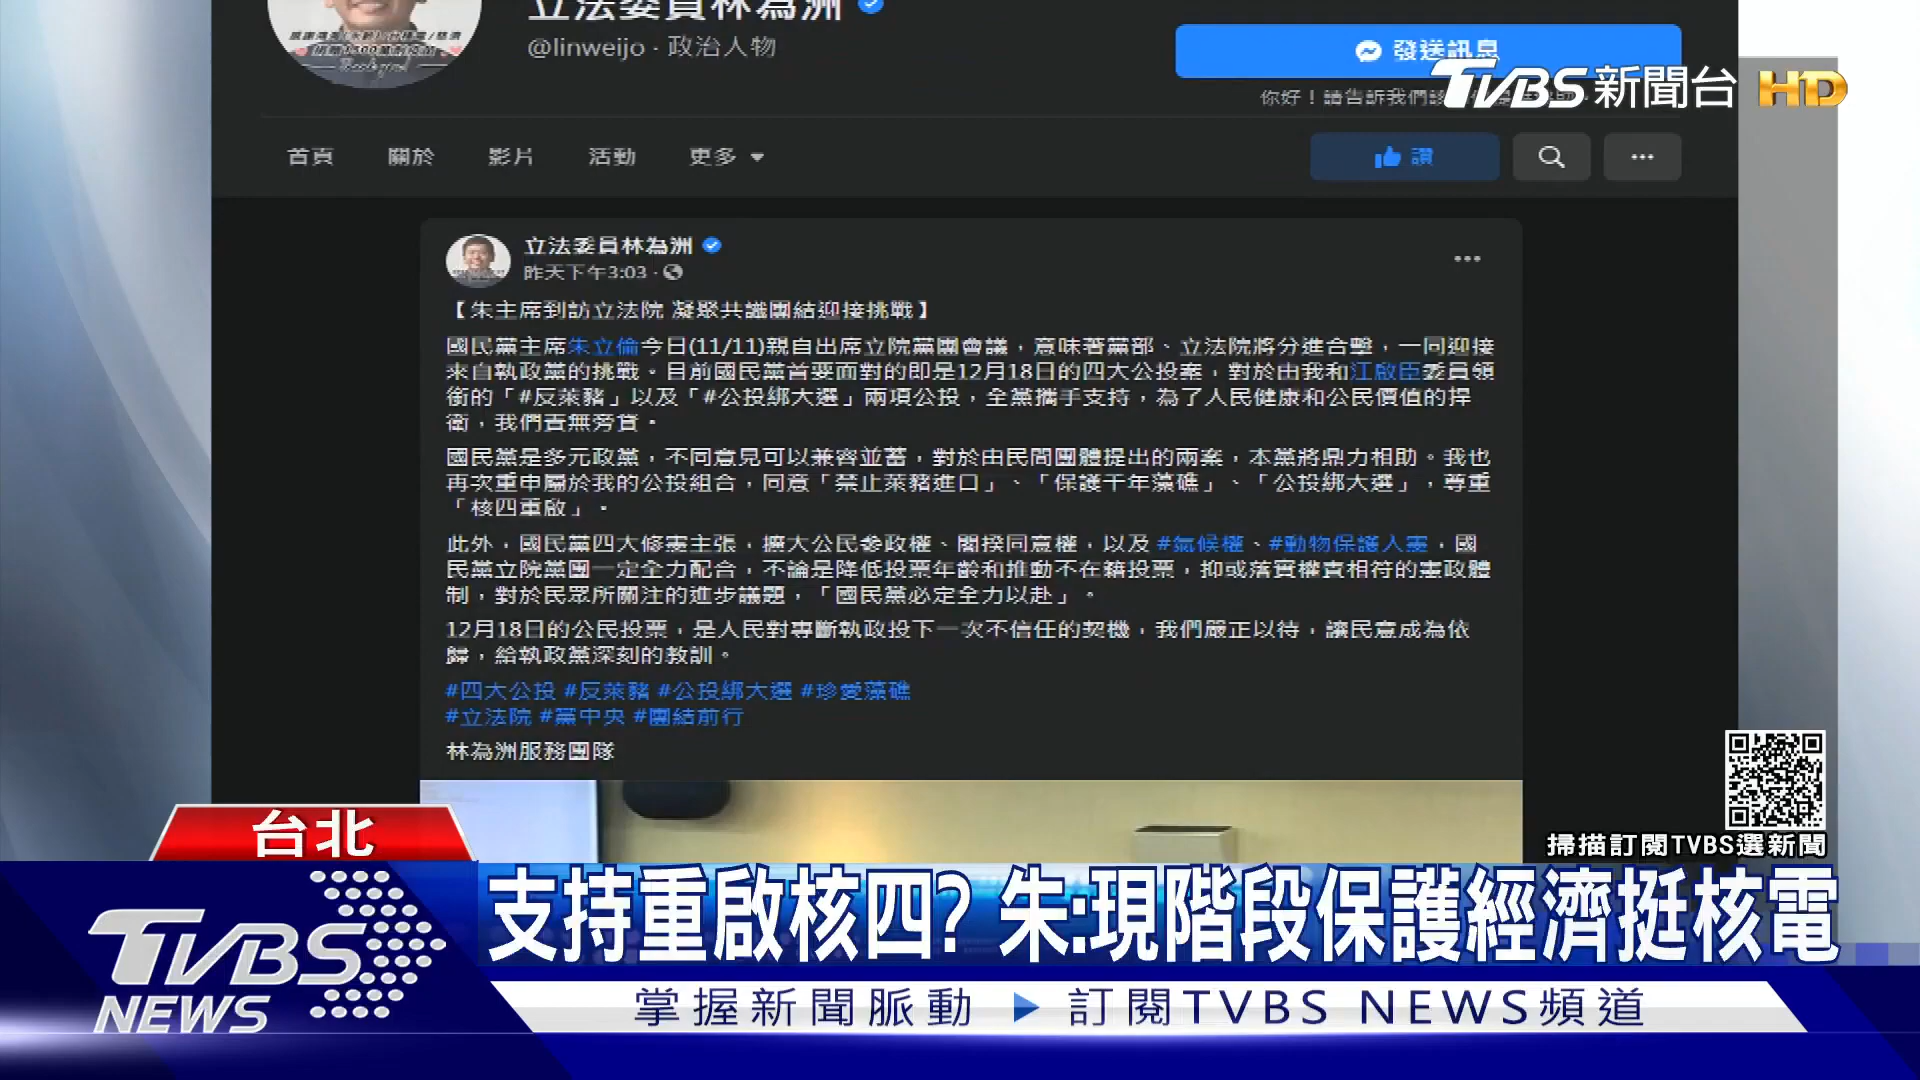 立法委員林為洲
@linweijo · 政治人物
發送訊息
TVBS新聞台 HD
首頁 關於 影片 活動 更多
讚
立法委員林為洲
昨天下午3:03 ·
【朱主席到訪立法院 凝聚共識團結迎接挑戰】
國民黨主席朱立倫今日(11/11)親自出席立院黨團會議，意味著黨部、立法院將分進合擊，一同迎接
來自執政黨的挑戰。目前國民黨首要面對的即是12月18日的四大公投案，對於由我和江啟臣委員領
銜的「#反萊豬」以及「#公投綁大選」兩項公投，全黨攜手支持，為了人民健康和公民價值的捍
衛，我們責無旁貸。
國民黨是多元政黨，不同意見可以兼容並蓄，對於由民間團體提出的兩案，本黨將鼎力相助。我也
再次重申屬於我的公投組合，同意「禁止萊豬進口」、「保護千年藻礁」、「公投綁大選」，尊重
「核四重啟」。
此外，國民黨四大修憲主張，擴大公民參政權、閣揆同意權，以及 #氣候權、#動物保護入憲，國
民黨立院黨團一定全力配合，不論是降低投票年齡和推動不在籍投票，抑或落實權責相符的憲政體
制，對於民眾所關注的進步議題，「國民黨必定全力以赴」。
12月18日的公民投票，是人民對專斷執政投下一次不信任的契機，我們嚴正以待，讓民意成為依
歸，給執政黨深刻的教訓。
#四大公投 #反萊豬 #公投綁大選 #珍愛藻礁
#立法院 #黨中央 #團結前行
林為洲服務團隊
掃描訂閱TVBS選新聞
台北
支持重啟核四? 朱:現階段保護經濟挺核電
TVBS NEWS
掌握新聞脈動 ▶ 訂閱TVBS NEWS頻道